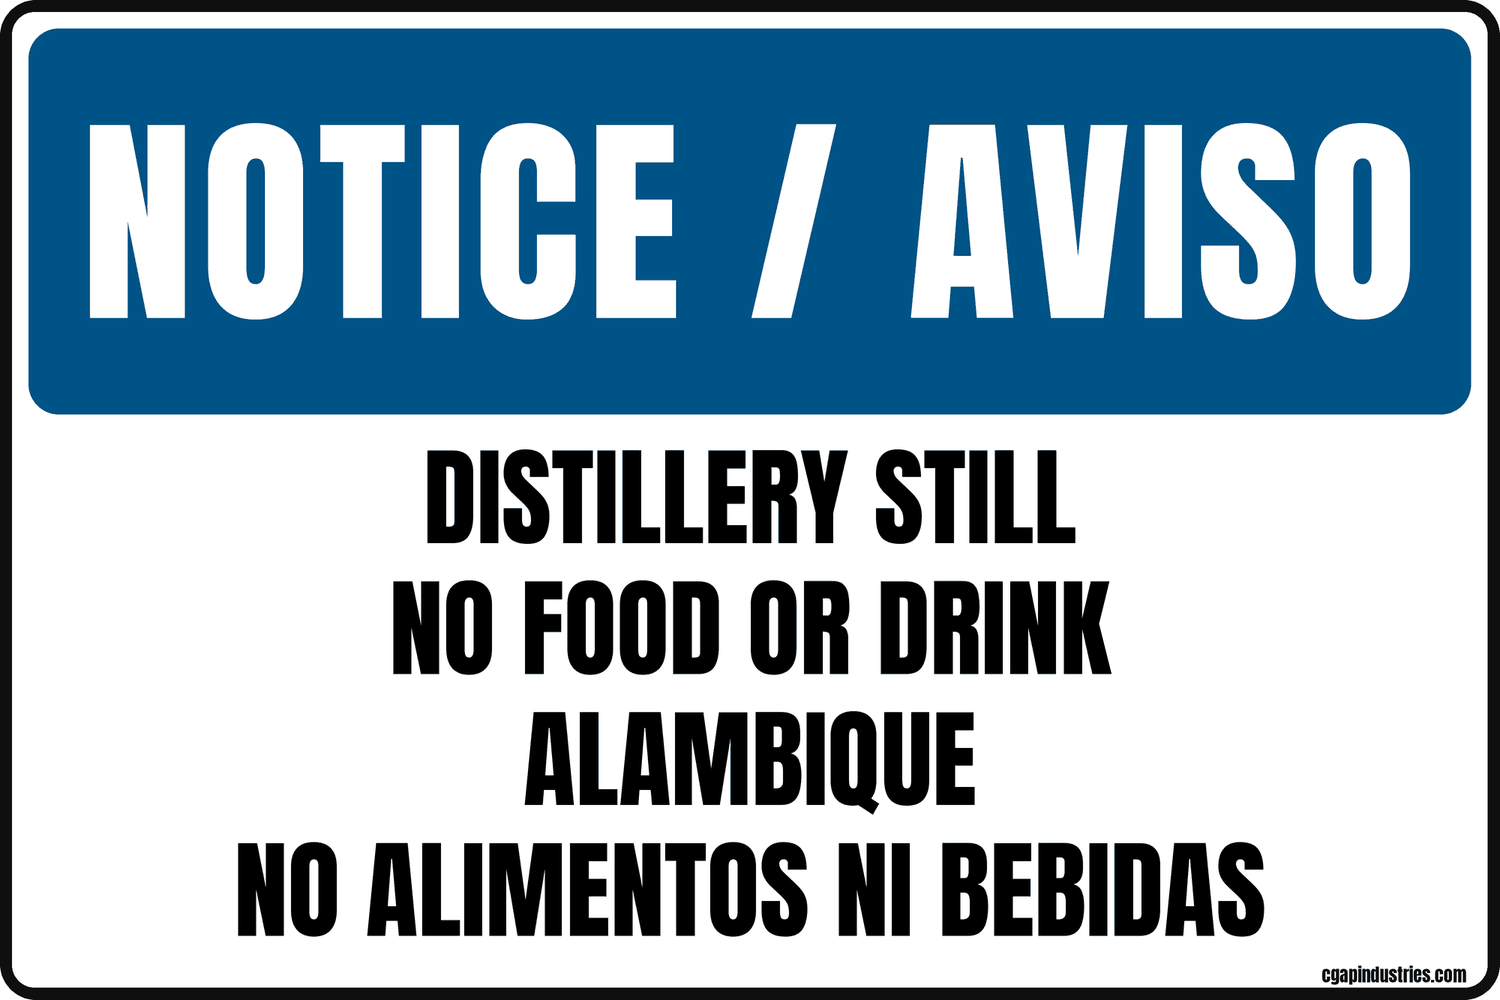 NOTICE / AVISO
DISTILLERY STILL
NO FOOD OR DRINK
ALAMBIQUE
NO ALIMENTOS NI BEBIDAS
cgapindustries.com